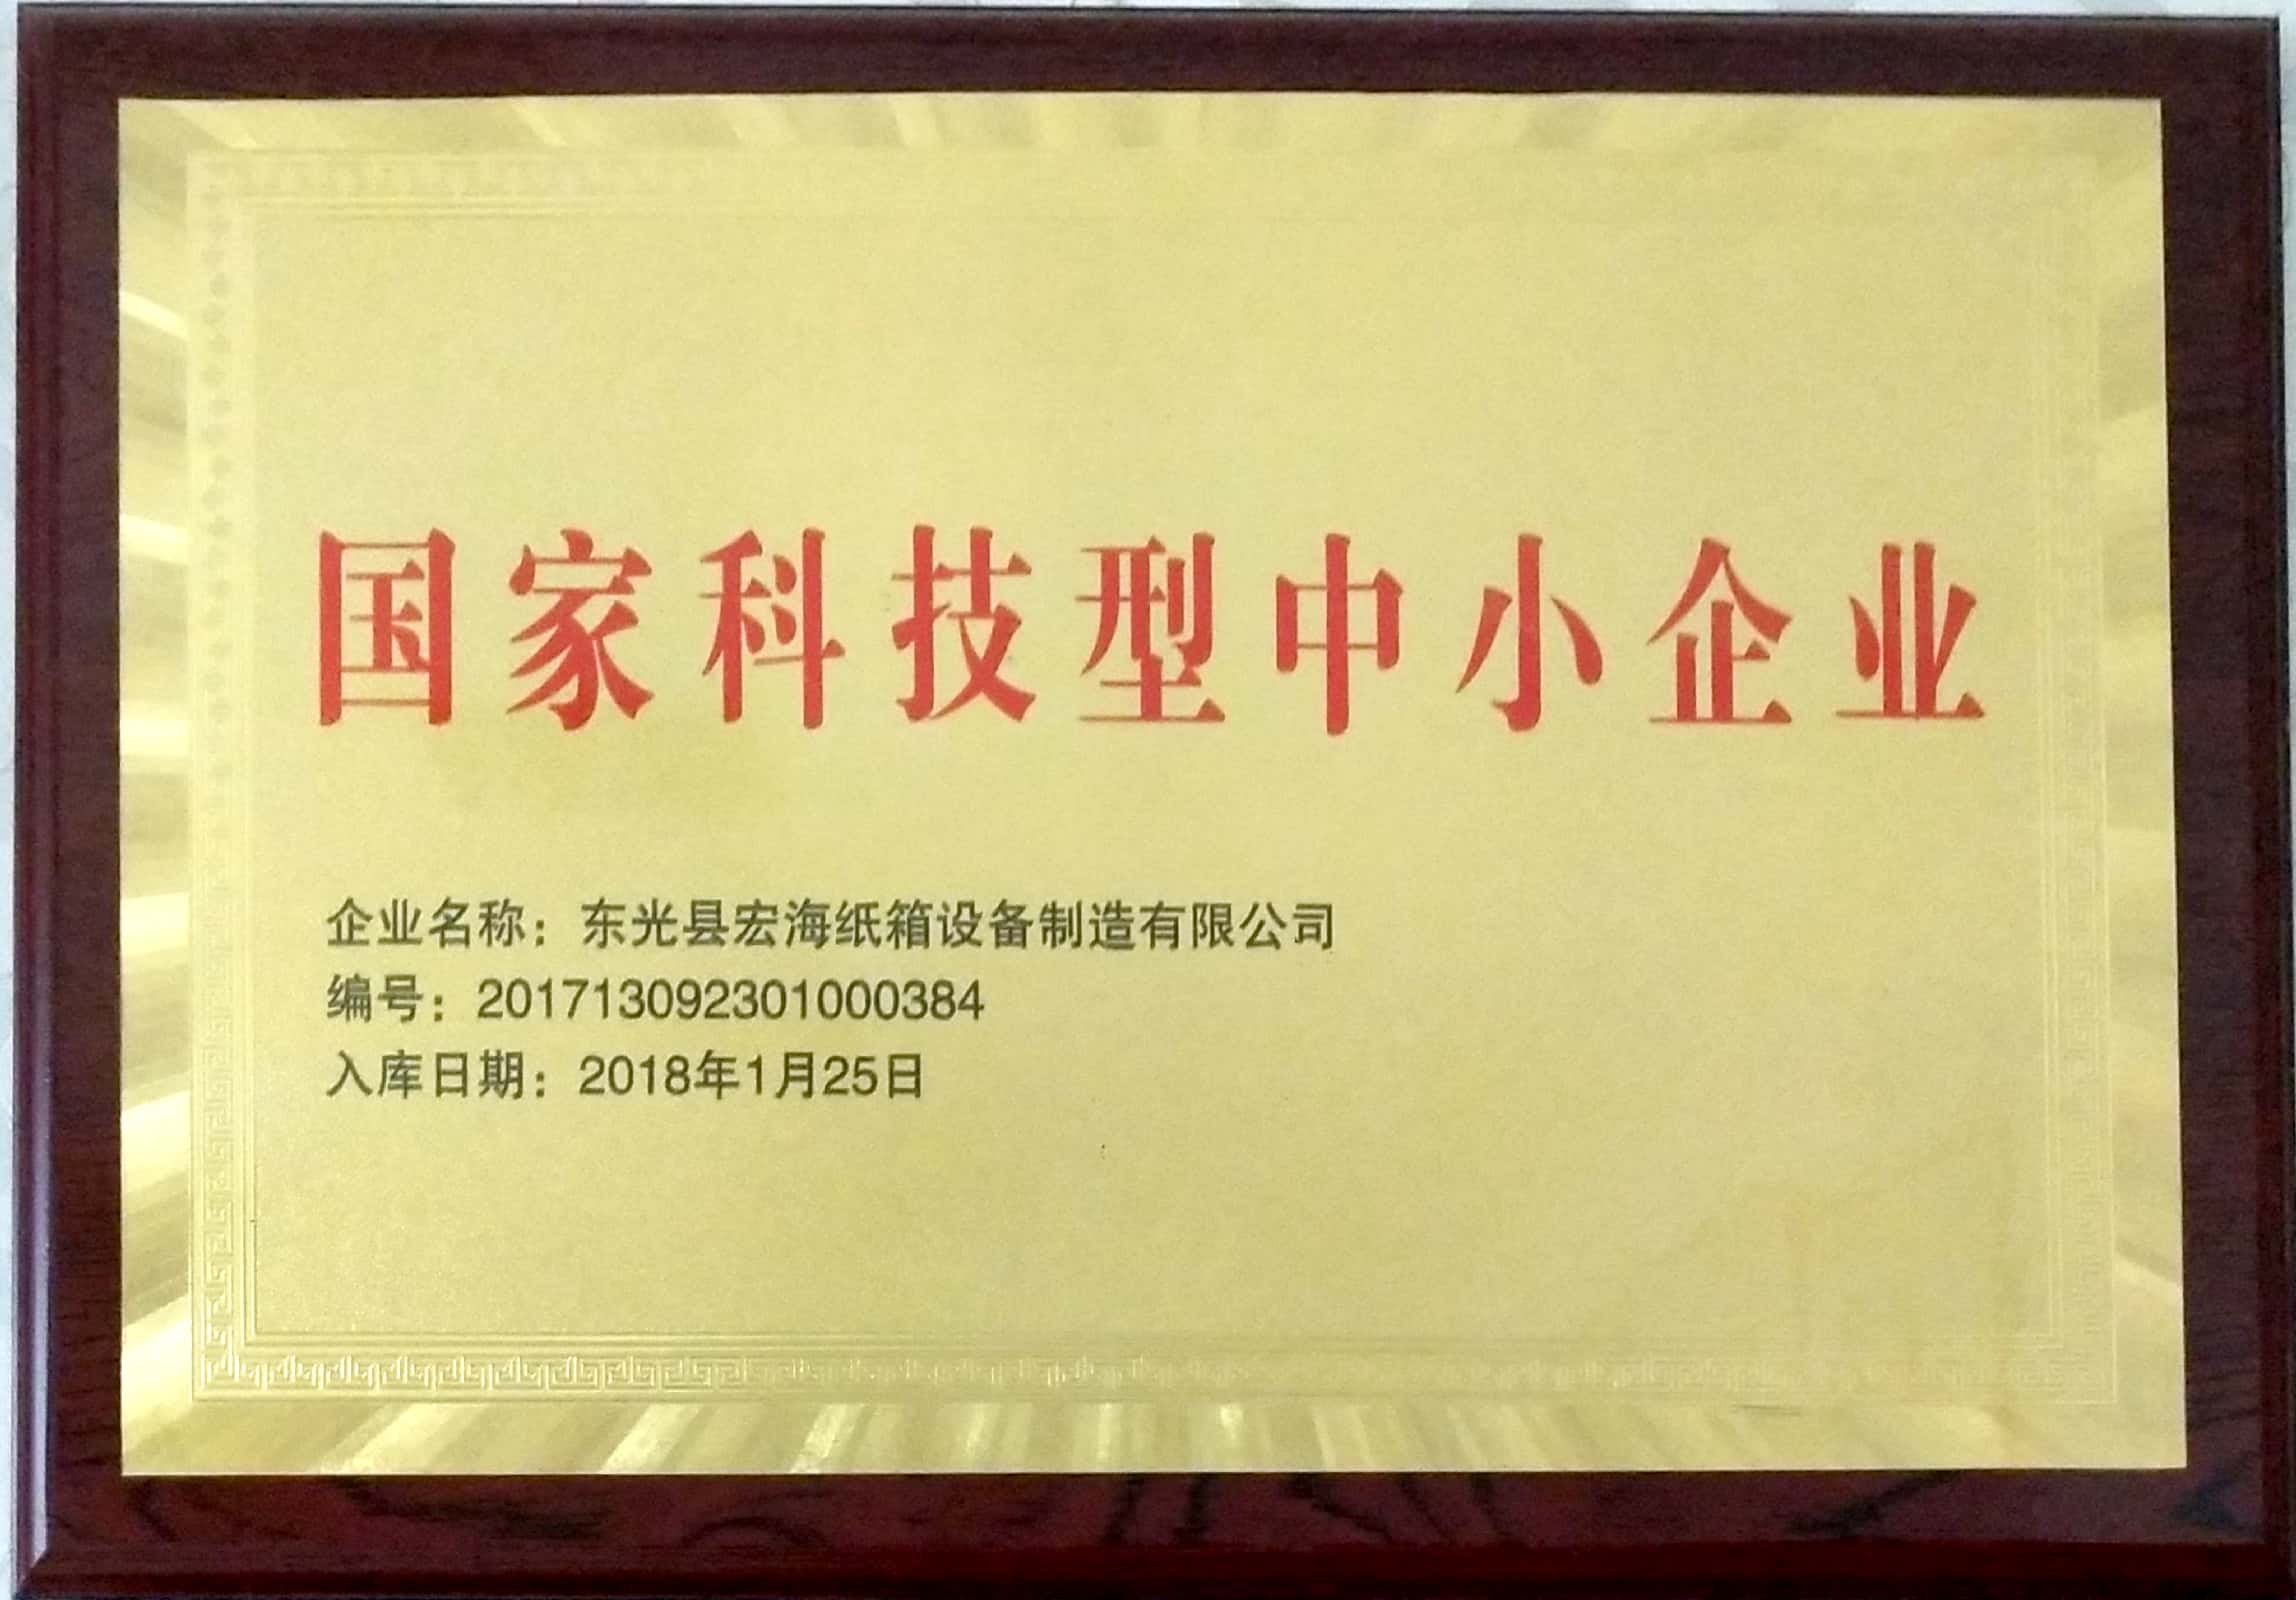 国家科技型中小企业
企业名称：东光县宏海纸箱设备制造有限公司
编号：201713092301000384
入库日期：2018年1月25日